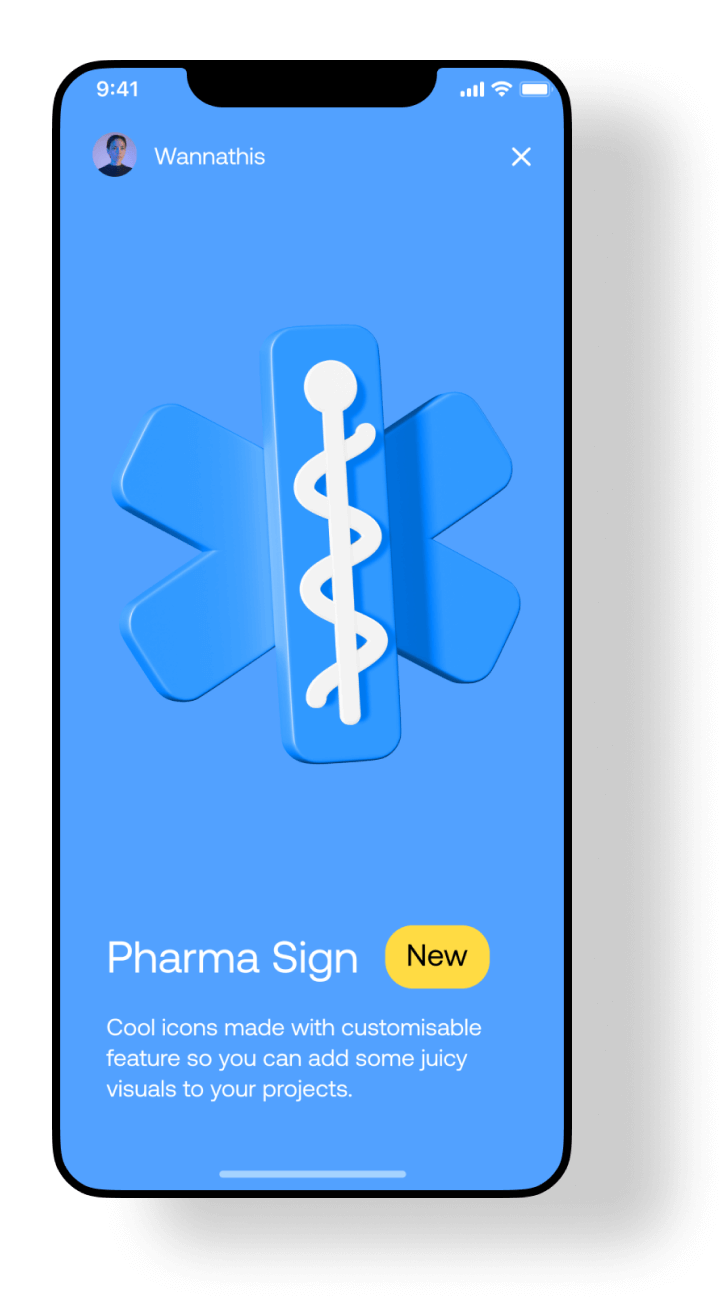 9:41
Wannathis
Pharma Sign New
Cool icons made with customisable
feature so you can add some juicy
visuals to your projects.